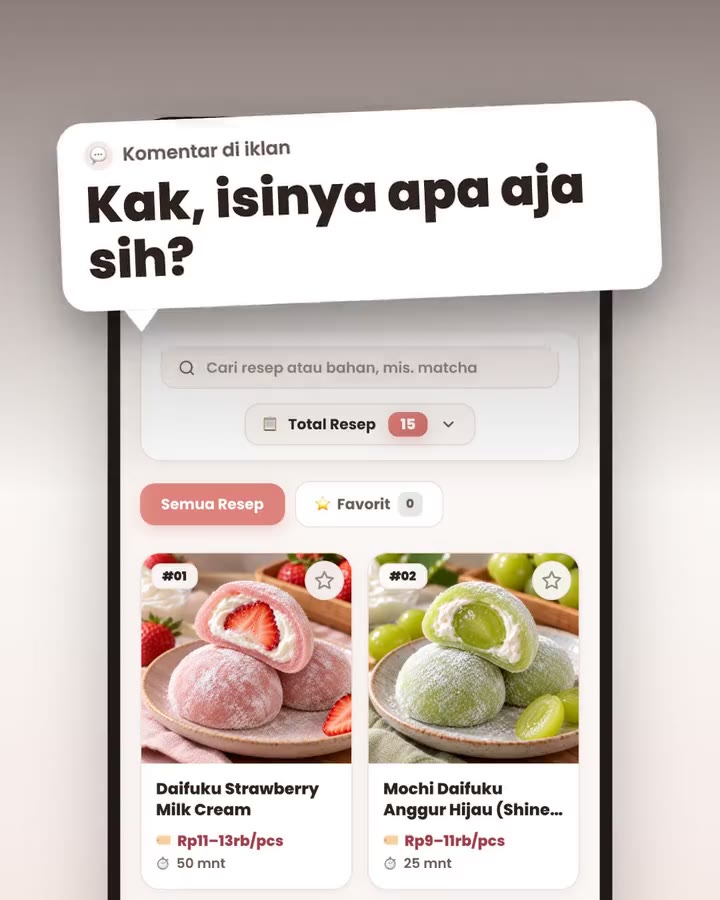 Komentar di iklan
Kak, isinya apa aja
sih?
Cari resep atau bahan, mis. matcha
Total Resep 15
Semua Resep
Favorit 0
#01
#02
Daifuku Strawberry
Milk Cream
Rp11–13rb/pcs
50 mnt
Mochi Daifuku
Anggur Hijau (Shine...
Rp9–11rb/pcs
25 mnt